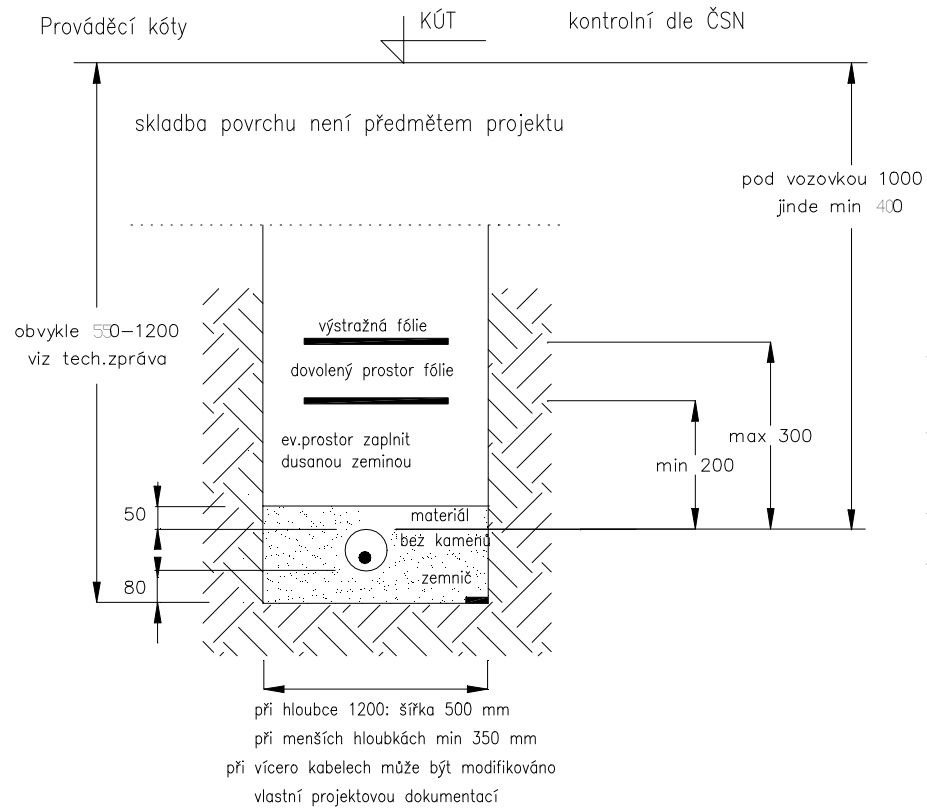 Prováděcí kóty
KÚT
kontrolní dle ČSN
skladba povrchu není předmětem projektu
pod vozovkou 1000
jinde min 400
obvykle 550-1200
viz tech.zpráva
výstražná fólie
dovolený prostor fólie
ev.prostor zaplnit
dusanou zeminou
max 300
min 200
50
materiál
bez kamenů
80
zemnič
při hloubce 1200: šířka 500 mm
při menších hloubkách min 350 mm
při vícero kabelech může být modifikováno
vlastní projektovou dokumentací